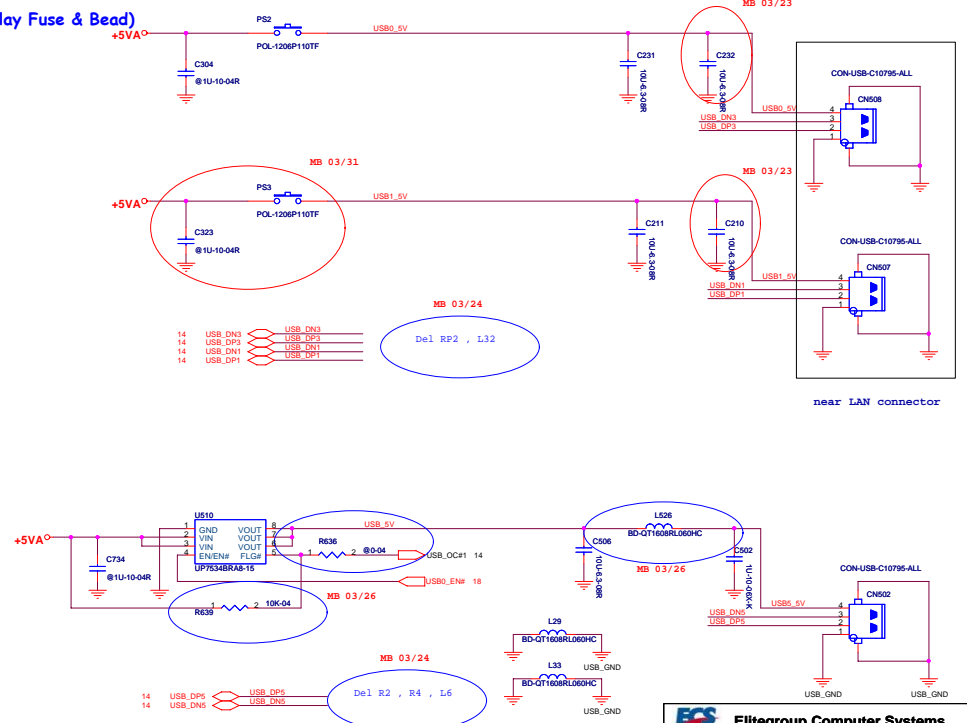 lay Fuse & Bead)
MB 03/23
+5VA
PS2
POL-1206P110TF
USB0_5V
C304
@1U-10-04R
C231
10U-6.3-08R
C232
10U-6.3-08R
CON-USB-C10795-ALL
CN508
USB0_5V
USB_DN3
USB_DP3
4
3
2
1
MB 03/31
MB 03/23
+5VA
PS3
POL-1206P110TF
USB1_5V
C323
@1U-10-04R
C211
10U-6.3-08R
C210
10U-6.3-08R
CON-USB-C10795-ALL
CN507
USB1_5V
USB_DN1
USB_DP1
4
3
2
1
MB 03/24
Del RP2 , L32
14 USB_DN3 USB_DN3
14 USB_DP3 USB_DP3
14 USB_DN1 USB_DN1
14 USB_DP1 USB_DP1
near LAN connector
+5VA
C734
@1U-10-04R
U510
1 GND VOUT 8
2 VIN VOUT 7
3 VIN VOUT 6
4 EN/EN# FLG# 5
UP7534BRA8-15
USB_5V
R636
1 2 @0-04
USB_OC#1 14
USB0_EN# 18
MB 03/26
R639
1 2 10K-04
L526
BD-QT1608RL060HC
MB 03/26
C506
10U-6.3-08R
C502
1U-10-06X-K
CON-USB-C10795-ALL
CN502
USB5_5V
USB_DN5
USB_DP5
4
3
2
1
L29
BD-QT1608RL060HC
USB_GND
L33
BD-QT1608RL060HC
USB_GND
USB_GND
USB_GND
MB 03/24
Del R2 , R4 , L6
14 USB_DP5 USB_DP5
14 USB_DN5 USB_DN5
ECS
Elitegroup Computer Systems